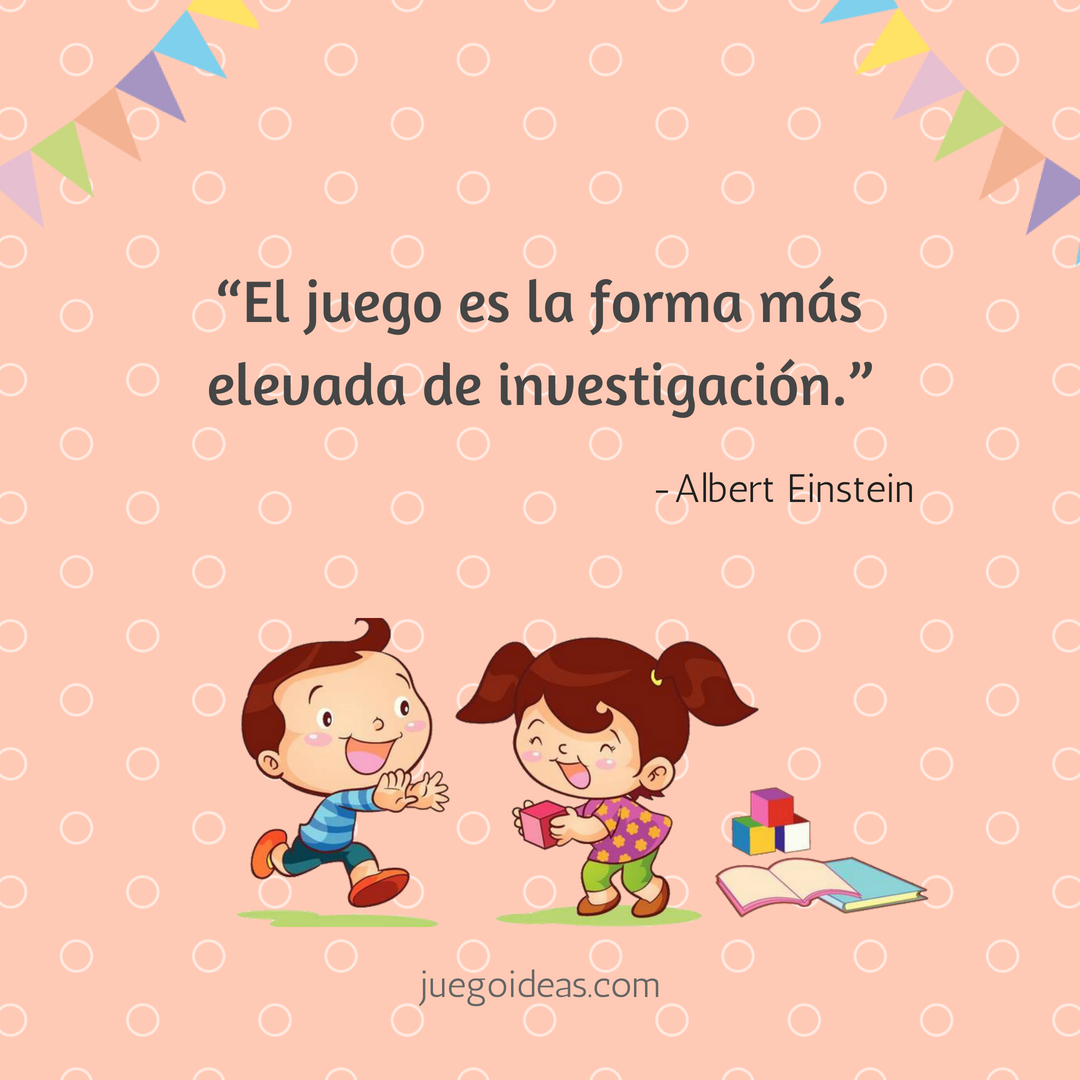 “El juego es la forma más
elevada de investigación.”
-Albert Einstein
juegoideas.com